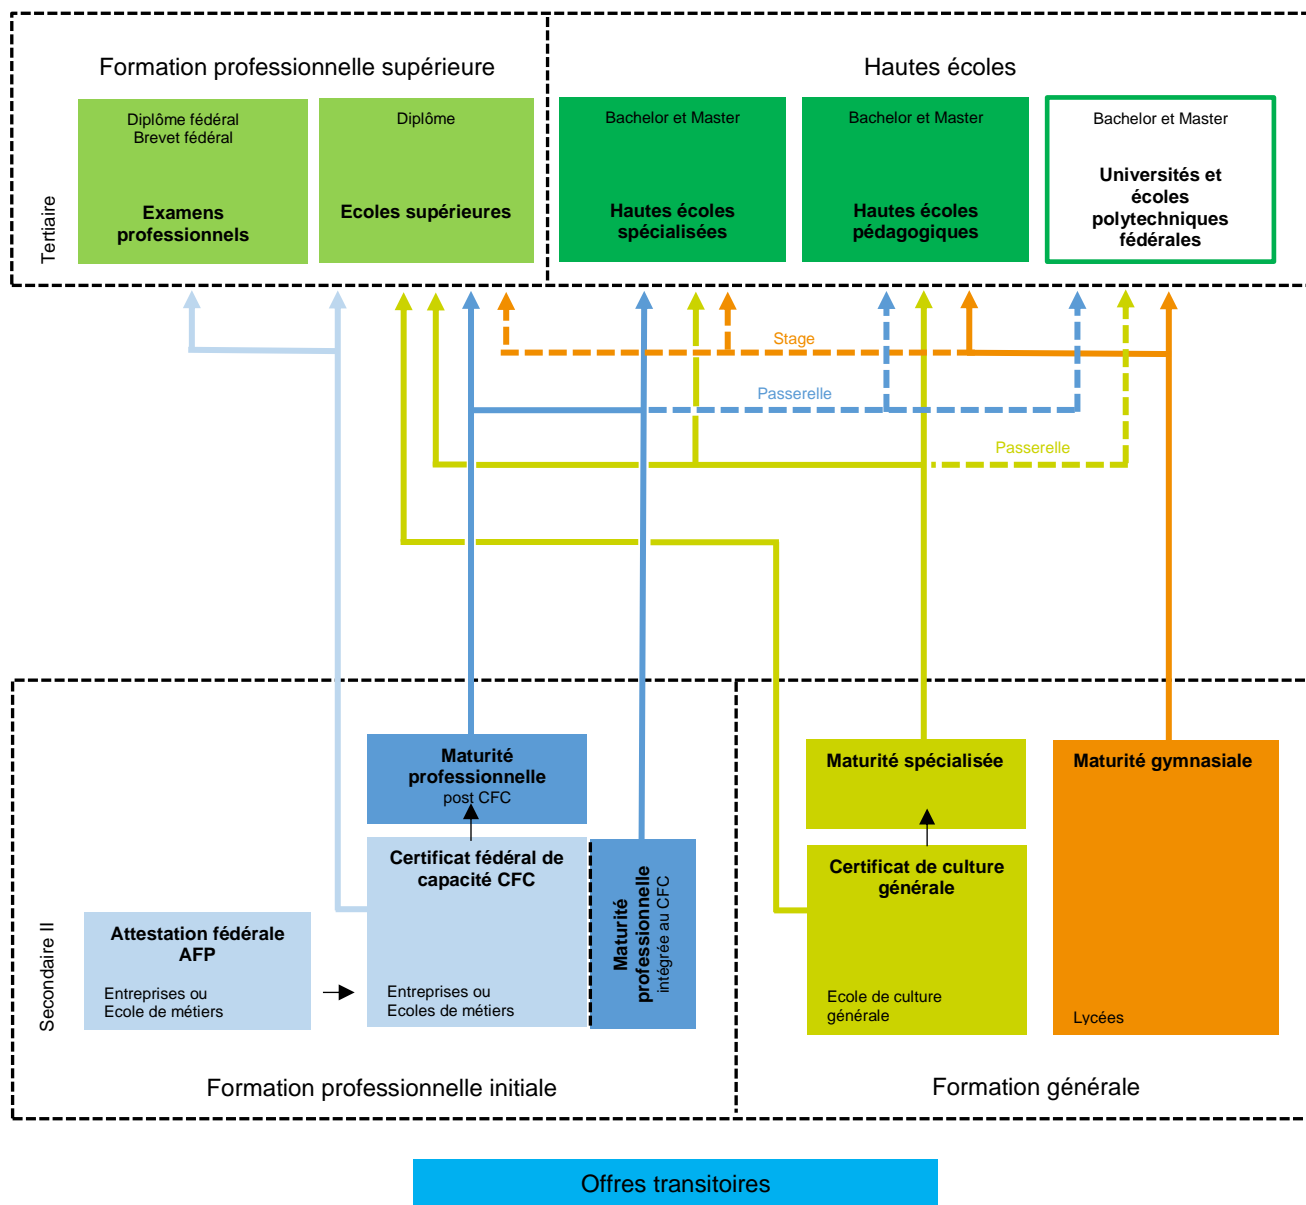 Formation professionnelle supérieure
Hautes écoles
Tertiaire
Diplôme fédéral
Brevet fédéral
Examens
professionnels
Diplôme
Ecoles supérieures
Bachelor et Master
Hautes écoles
spécialisées
Bachelor et Master
Hautes écoles
pédagogiques
Bachelor et Master
Universités et
écoles
polytechniques
fédérales
Stage
Passerelle
Passerelle
Secondaire II
Maturité
professionnelle
post CFC
Certificat fédéral de
capacité CFC
Entreprises ou
Ecoles de métiers
Attestation fédérale
AFP
Entreprises ou
Ecole de métiers
Maturité
professionnelle
intégrée au CFC
Maturité spécialisée
Certificat de culture
générale
Ecole de culture
générale
Maturité gymnasiale
Lycées
Formation professionnelle initiale
Formation générale
Offres transitoires